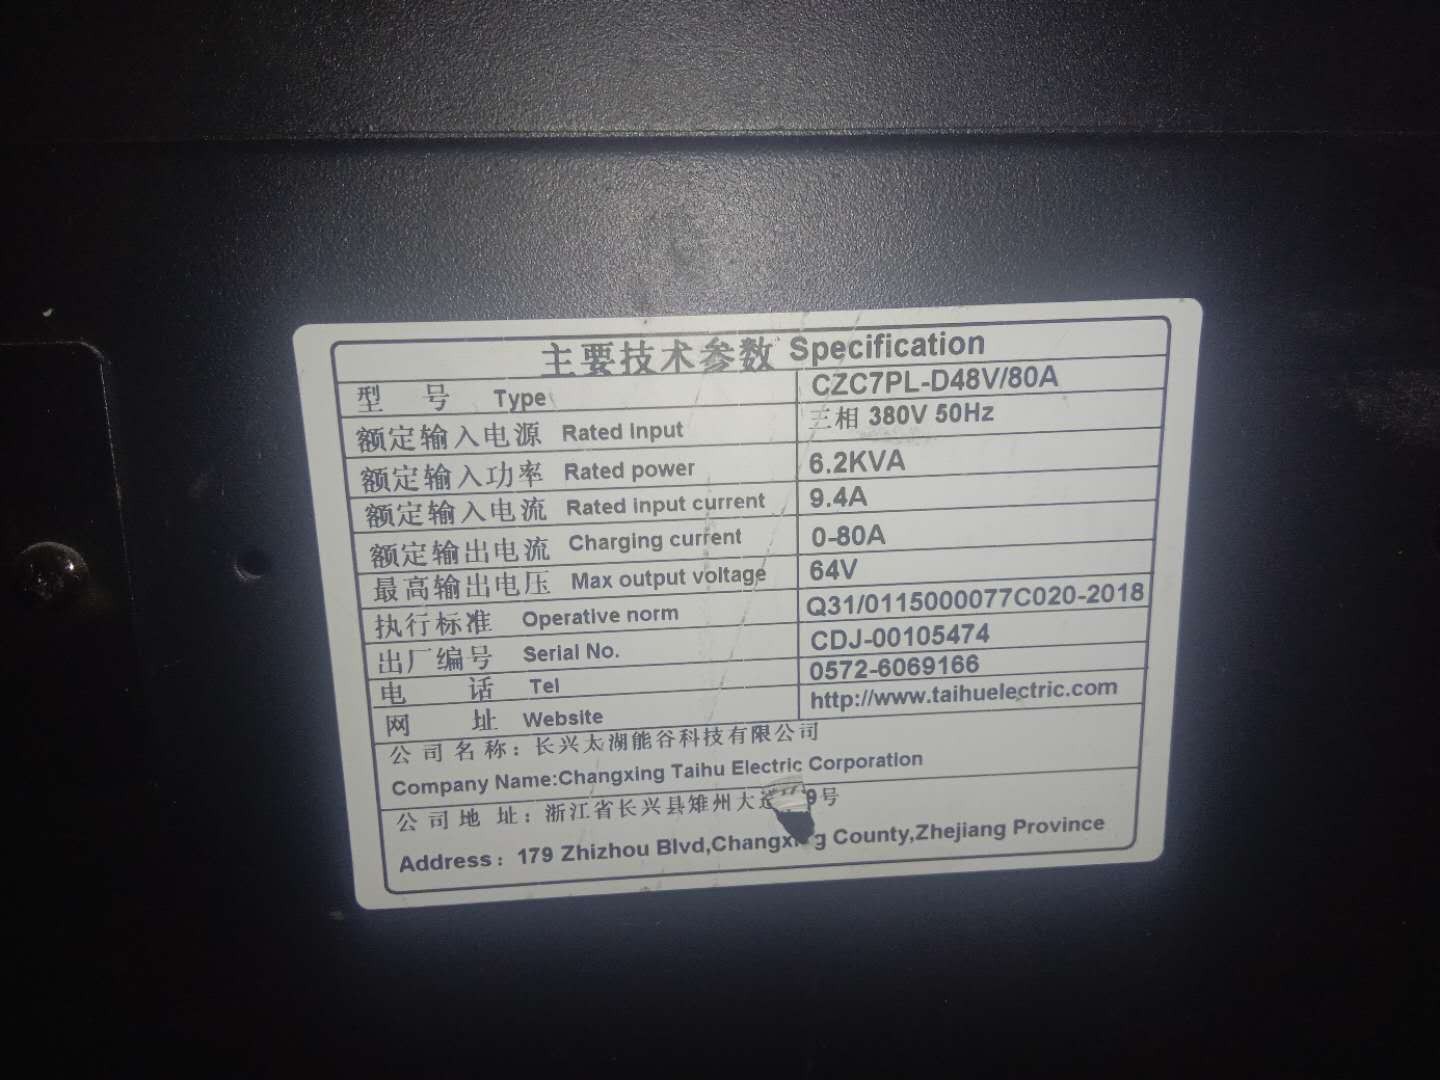 主要技术参数 Specification
型 号 Type CZC7PL-D48V/80A
额定输入电源 Rated input 三相 380V 50Hz
额定输入功率 Rated power 6.2KVA
额定输入电流 Rated input current 9.4A
额定输出电流 Charging current 0-80A
最高输出电压 Max output voltage 64V
执行标准 Operative norm Q31/0115000077C020-2018
出厂编号 Serial No. CDJ-00105474
电 话 Tel 0572-6069166
网 址 Website http://www.taihuelectric.com
公司名称：长兴太湖能谷科技有限公司
Company Name:Changxing Taihu Electric Corporation
公司地 址：浙江省长兴县雉州大 9号
Address：179 Zhizhou Blvd, County,Zhejiang Province